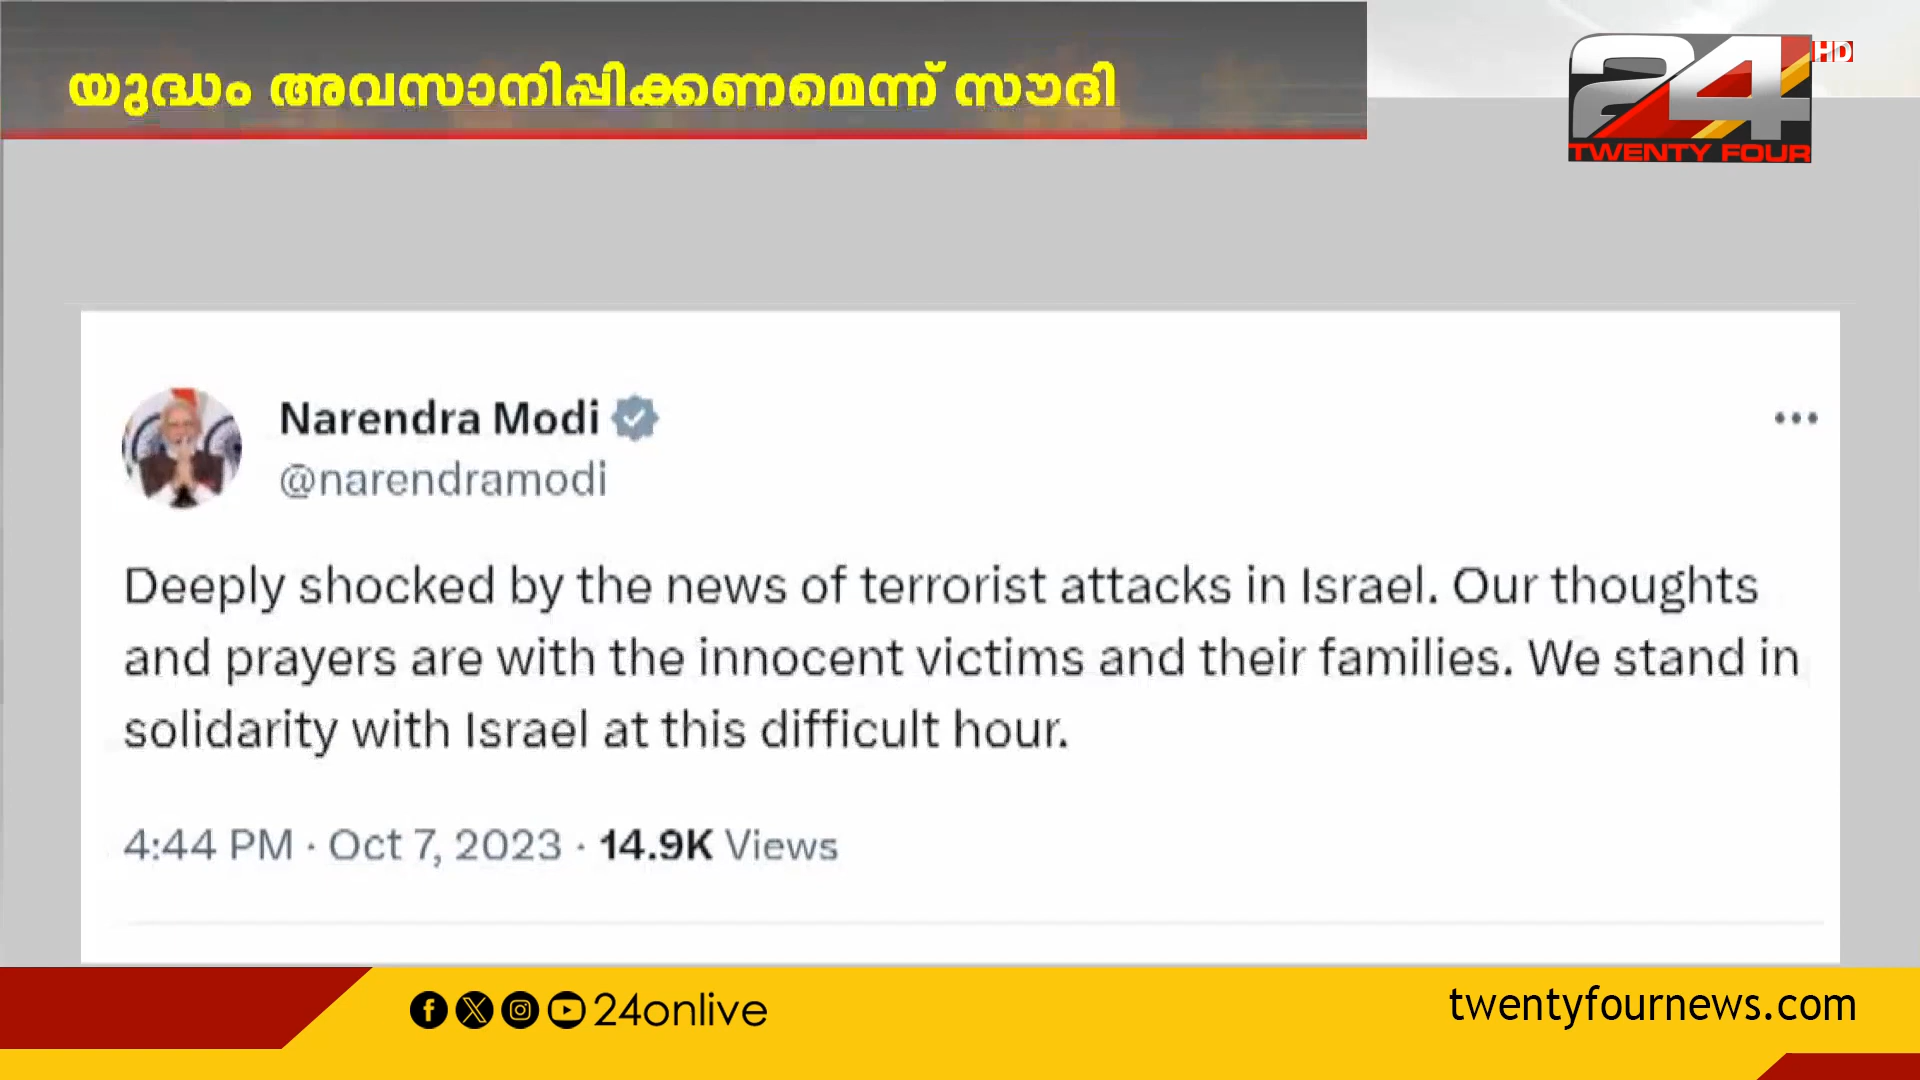 യുദ്ധം അവസാനിപ്പിക്കണമെന്ന് സൗദി
24 HD
TWENTY FOUR
Narendra Modi
@narendramodi
Deeply shocked by the news of terrorist attacks in Israel. Our thoughts
and prayers are with the innocent victims and their families. We stand in
solidarity with Israel at this difficult hour.
4:44 PM · Oct 7, 2023 · 14.9K Views
24onlive
twentyfournews.com